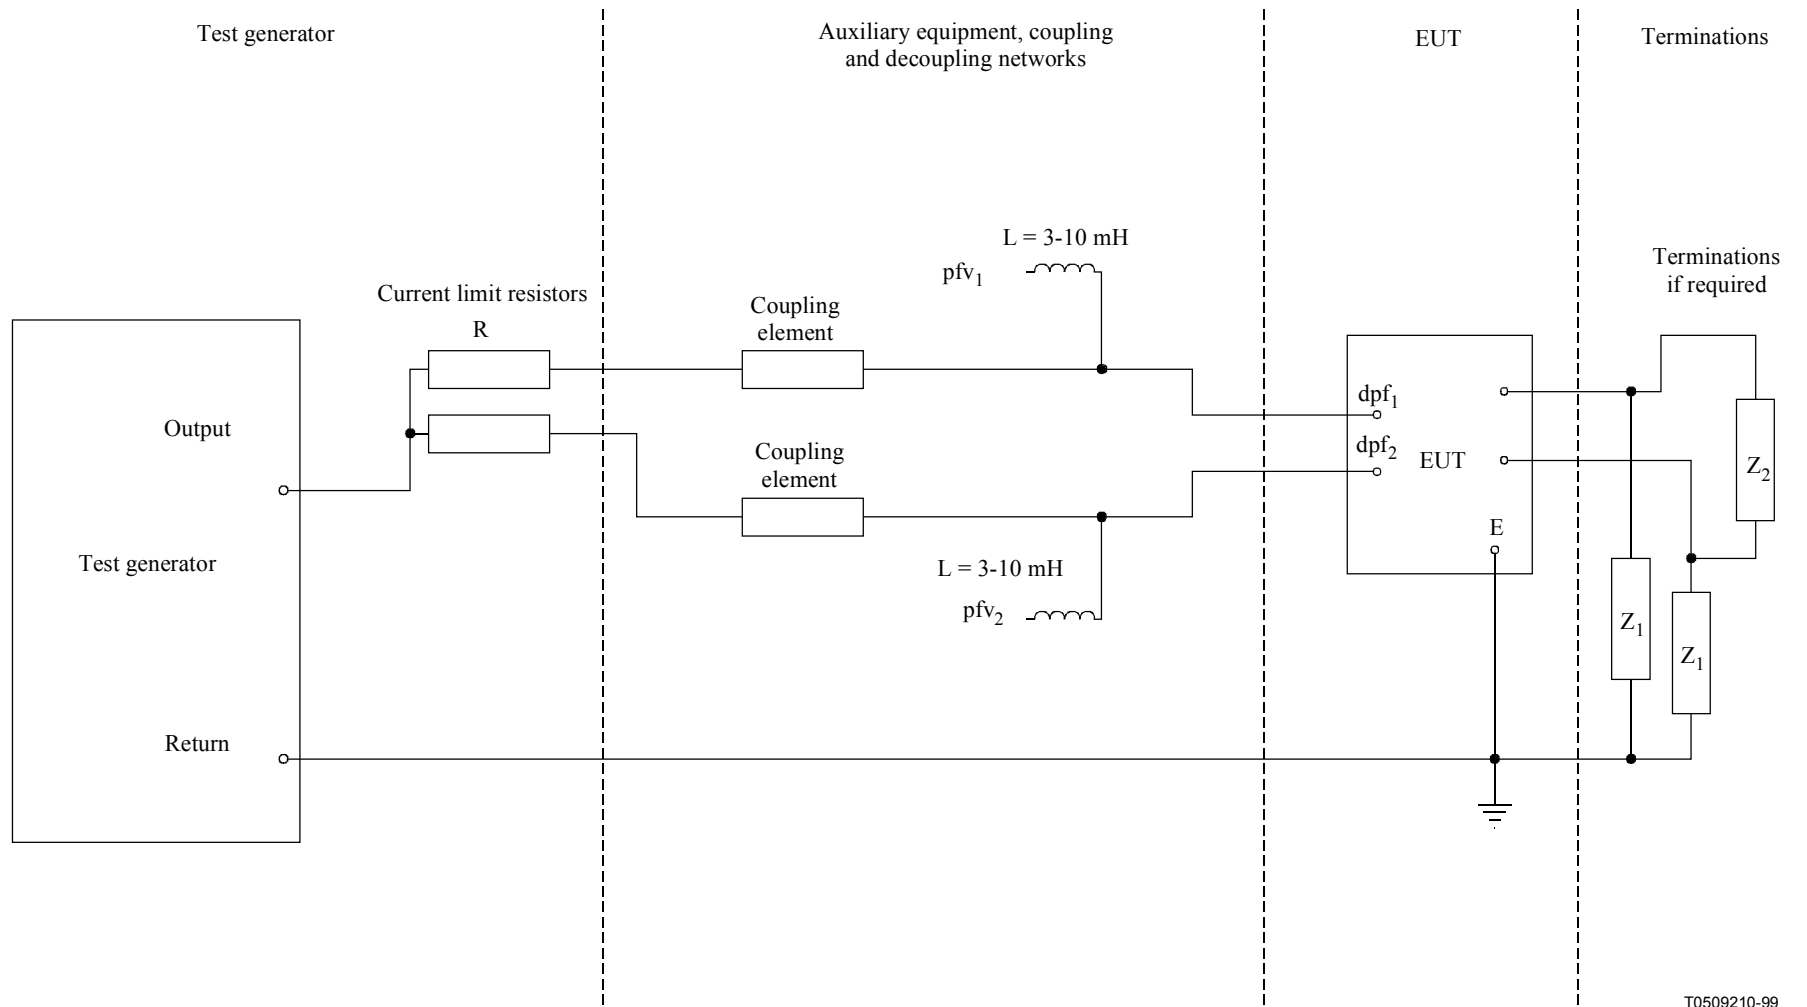 Test generator
Auxiliary equipment, coupling
and decoupling networks
EUT
Terminations
L = 3-10 mH
pfv1
Terminations
if required
Current limit resistors
R
Coupling
element
dpf1
Output
dpf2
EUT
Coupling
element
Z2
E
Test generator
L = 3-10 mH
pfv2
Z1
Z1
Return
T0509210-99